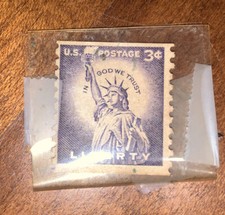 U.S. POSTAGE 3¢
IN GOD WE TRUST
LIBERTY